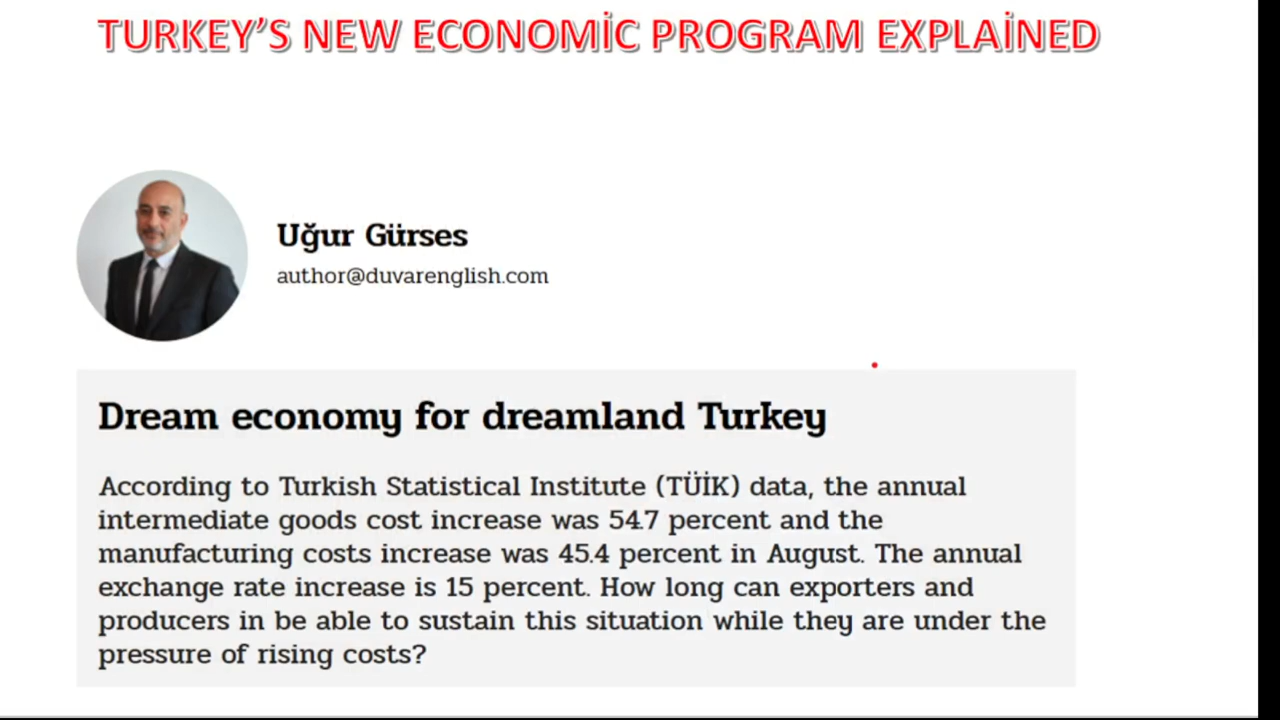 TURKEY'S NEW ECONOMİC PROGRAM EXPLAİNED
Uğur Gürses
author@duvarenglish.com
Dream economy for dreamland Turkey
According to Turkish Statistical Institute (TÜİK) data, the annual
intermediate goods cost increase was 54.7 percent and the
manufacturing costs increase was 45.4 percent in August. The annual
exchange rate increase is 15 percent. How long can exporters and
producers in be able to sustain this situation while they are under the
pressure of rising costs?